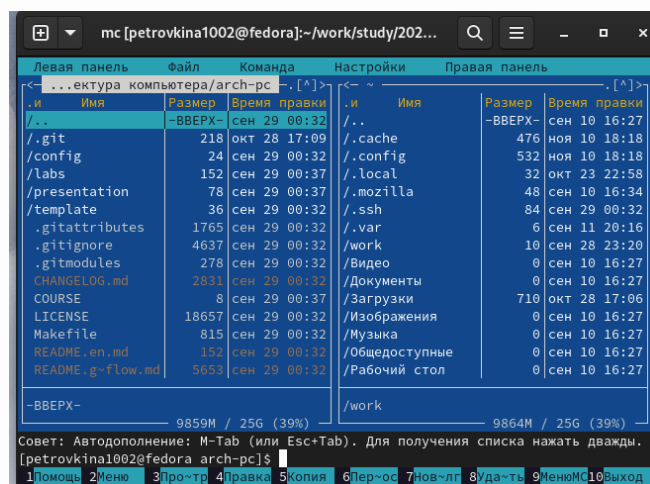 mc [petrovkina1002@fedora]:~/work/study/202...
Левая панель Файл Команда Настройки Правая панель
<— ...ектура компьютера/arch-pc —.[^]> <— ~ —.[^]>
.и Имя Размер Время правки .и Имя Размер Время правки
/.. -ВВЕРХ- сен 29 00:32 /.. -ВВЕРХ- сен 10 16:27
/.git 218 окт 28 17:09 /.cache 476 ноя 10 18:18
/config 24 сен 29 00:32 /.config 532 ноя 10 18:18
/labs 152 сен 29 00:37 /.local 32 окт 23 22:58
/presentation 78 сен 29 00:37 /.mozilla 48 сен 10 16:34
/template 36 сен 29 00:32 /.ssh 84 сен 29 00:32
.gitattributes 1765 сен 29 00:32 /.var 6 сен 11 20:16
.gitignore 4637 сен 29 00:32 /work 10 сен 28 23:20
.gitmodules 278 сен 29 00:32 /Видео 0 сен 10 16:27
CHANGELOG.md 2831 сен 29 00:32 /Документы 0 сен 10 16:27
COURSE 8 сен 29 00:37 /Загрузки 710 окт 28 17:06
LICENSE 18657 сен 29 00:32 /Изображения 0 сен 10 16:27
Makefile 815 сен 29 00:32 /Музыка 0 сен 10 16:27
README.en.md 152 сен 29 00:32 /Общедоступные 0 сен 10 16:27
README.g~flow.md 5653 сен 29 00:32 /Рабочий стол 0 сен 10 16:27
-ВВЕРХ- /work
9859M / 25G (39%) 9864M / 25G (39%)
Совет: Автодополнение: M-Tab (или Esc+Tab). Для получения списка нажать дважды.
[petrovkina1002@fedora arch-pc]$
1Помощь 2Меню 3Про~тр 4Правка 5Копия 6Пер~ос 7Нов~лг 8Уда~ть 9МенюMC 10Выход